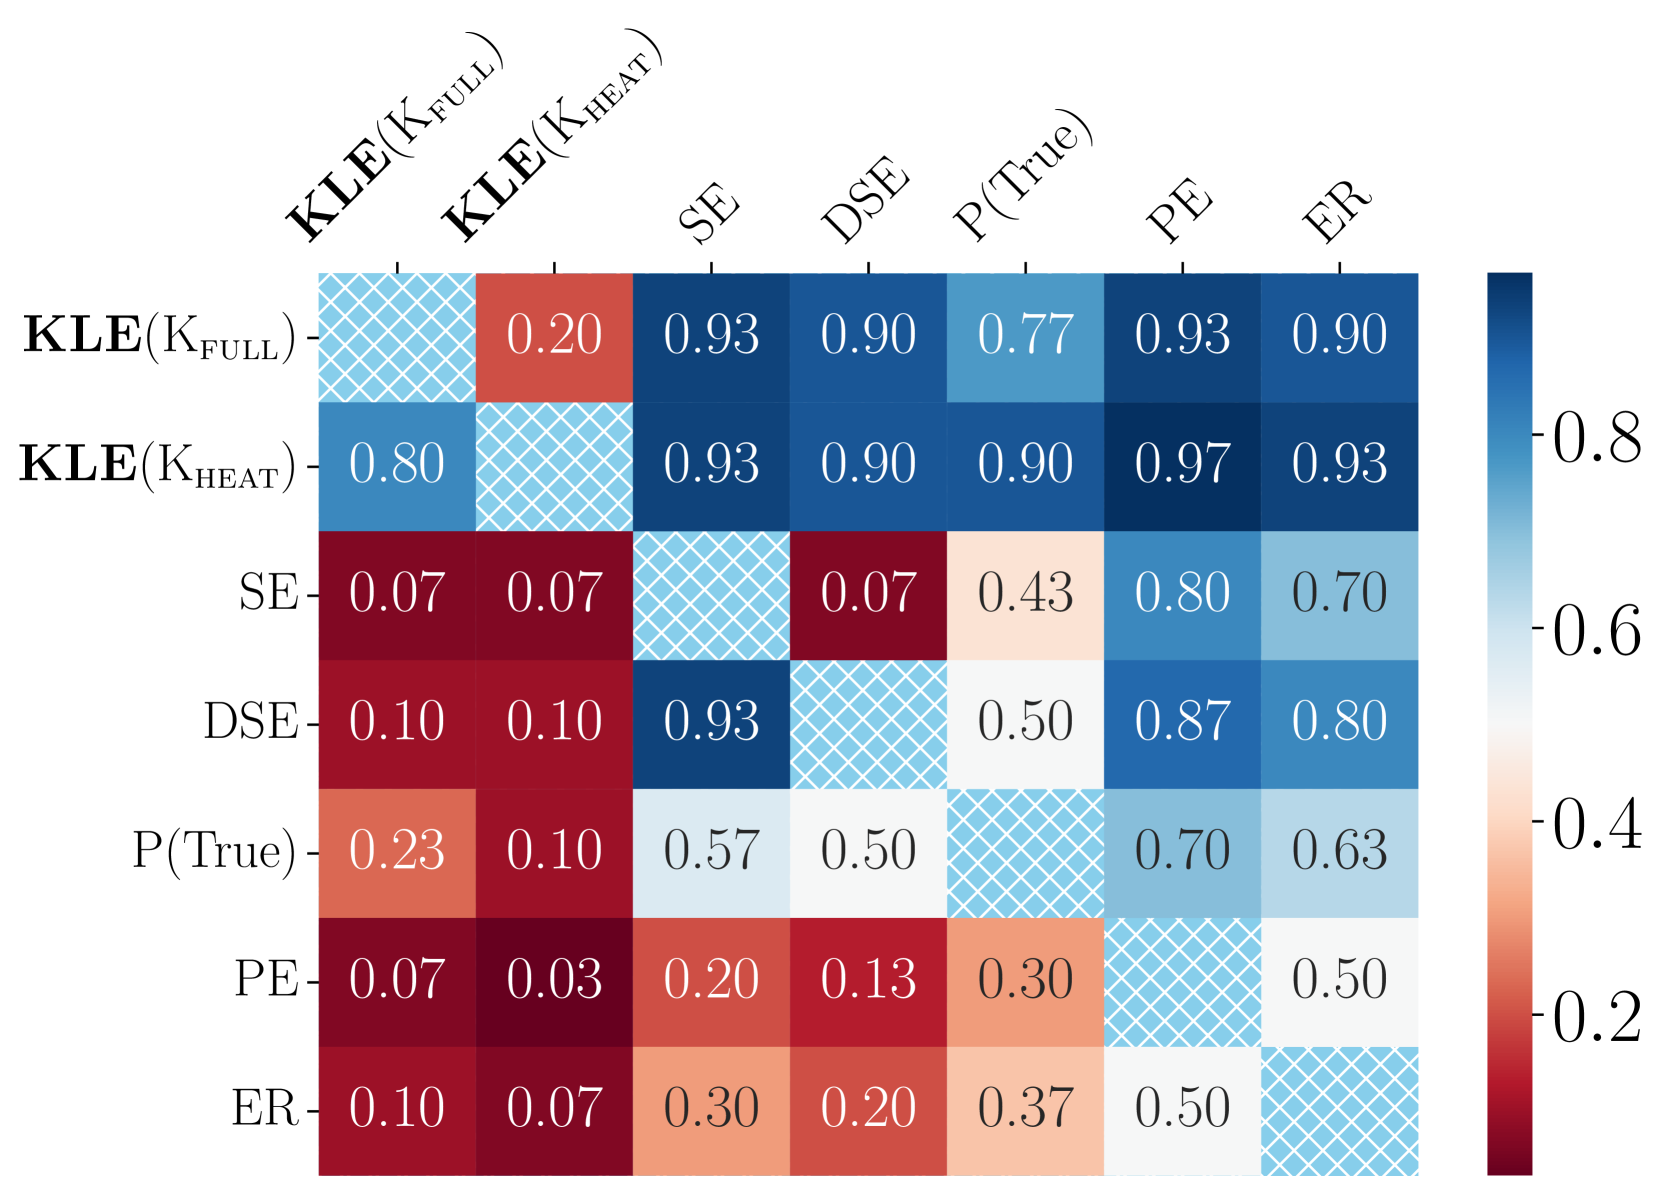 KLE(K_FULL) KLE(K_HEAT) SE DSE P(True) PE ER
KLE(K_FULL) 0.20 0.93 0.90 0.77 0.93 0.90
KLE(K_HEAT) 0.80 0.93 0.90 0.90 0.97 0.93
SE 0.07 0.07 0.07 0.43 0.80 0.70
DSE 0.10 0.10 0.93 0.50 0.87 0.80
P(True) 0.23 0.10 0.57 0.50 0.70 0.63
PE 0.07 0.03 0.20 0.13 0.30 0.50
ER 0.10 0.07 0.30 0.20 0.37 0.50
0.8
0.6
0.4
0.2